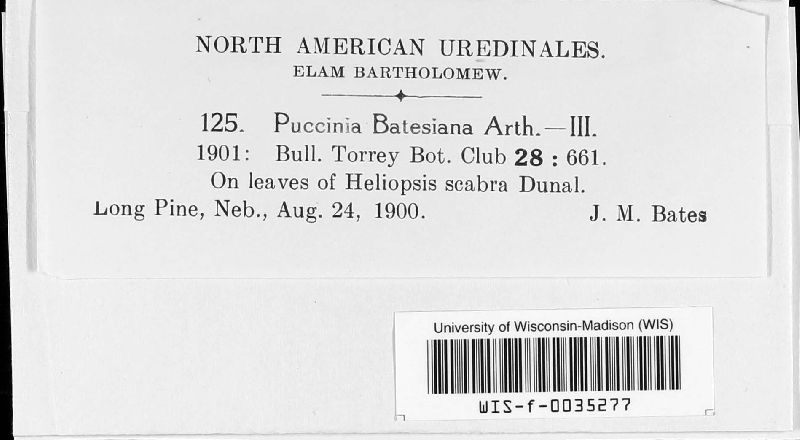 NORTH AMERICAN UREDINALES.
ELAM BARTHOLOMEW.
125. Puccinia Batesiana Arth.—III.
1901: Bull. Torrey Bot. Club 28 : 661.
On leaves of Heliopsis scabra Dunal.
Long Pine, Neb., Aug. 24, 1900. J. M. Bates
University of Wisconsin-Madison (WIS)
WIS-f-0035277